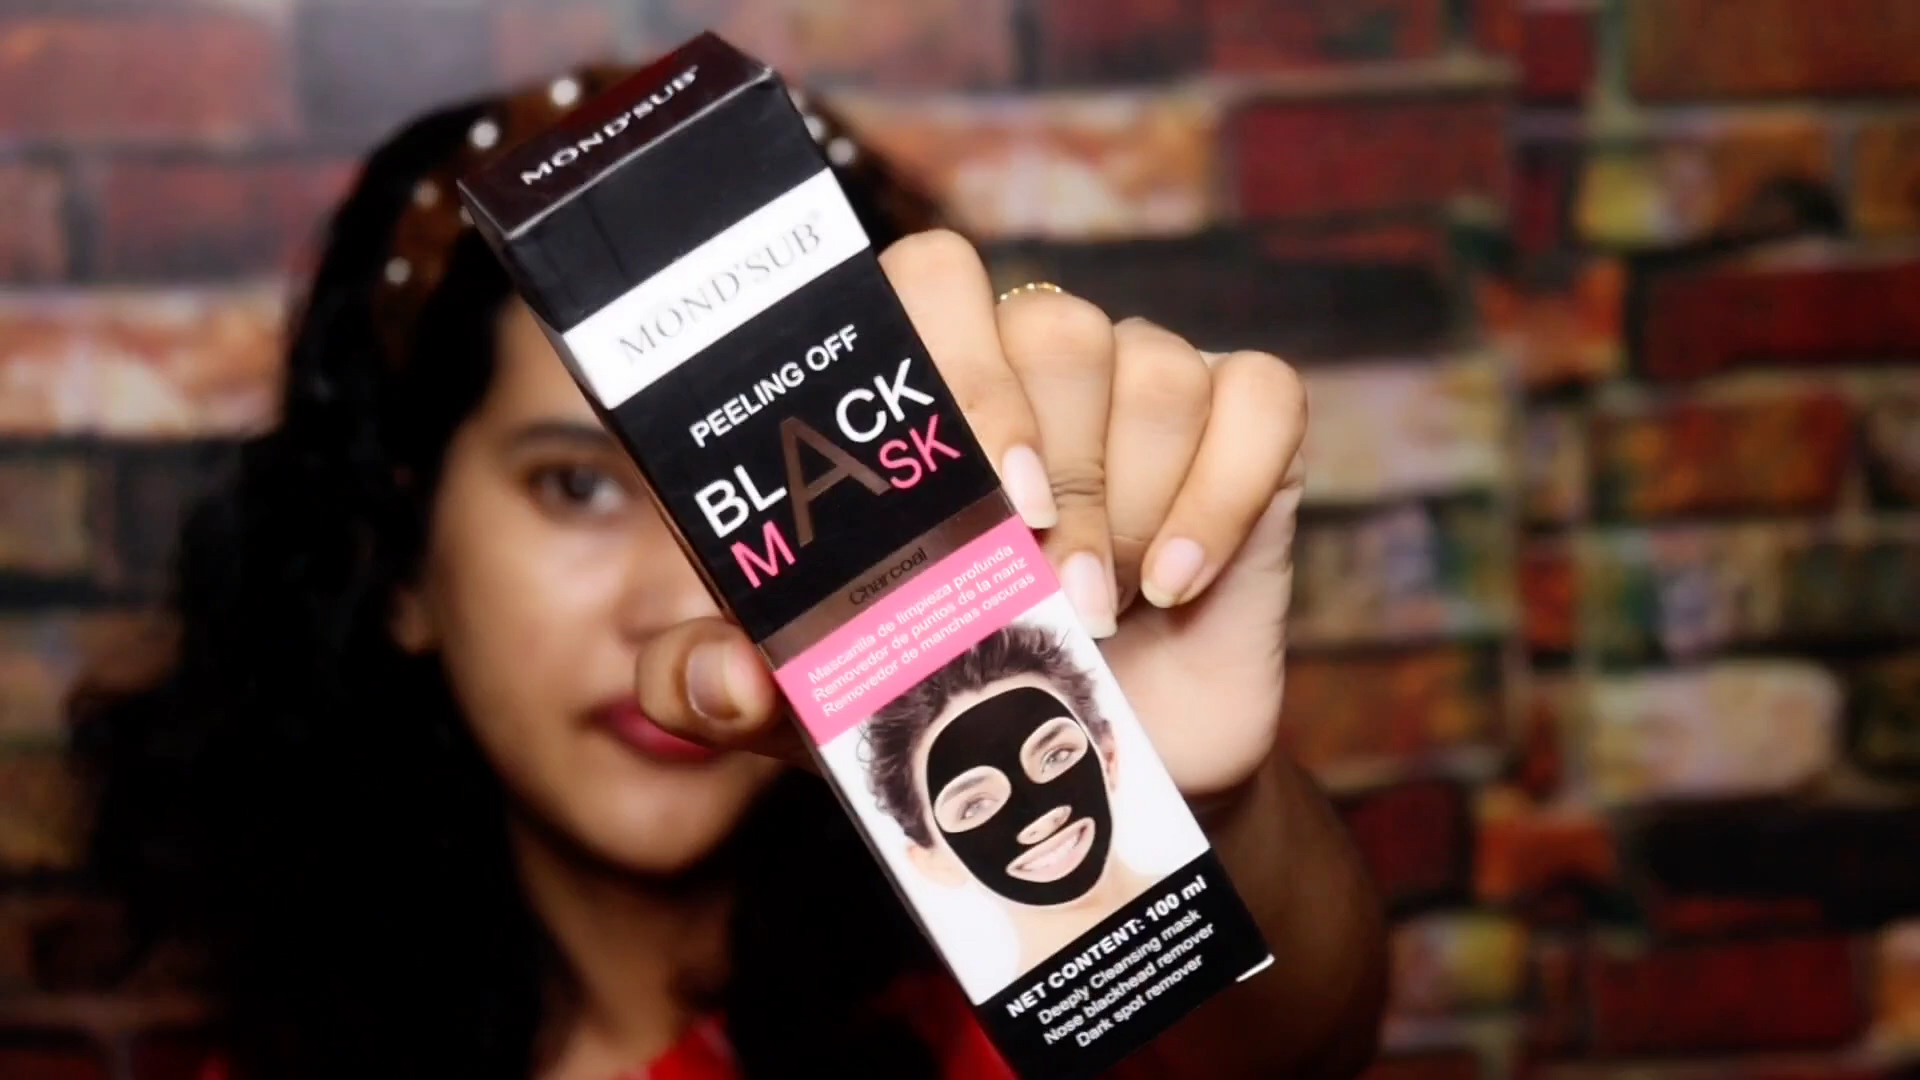 MOND'SUB®
MOND'SUB®
PEELING OFF
BLACK
MASK
Charcoal
Mascarilla de limpieza profunda
Removedor de puntos de la nariz
Removedor de manchas oscuras
NET CONTENT: 100 ml
Deeply Cleansing mask
Nose blackhead remover
Dark spot remover